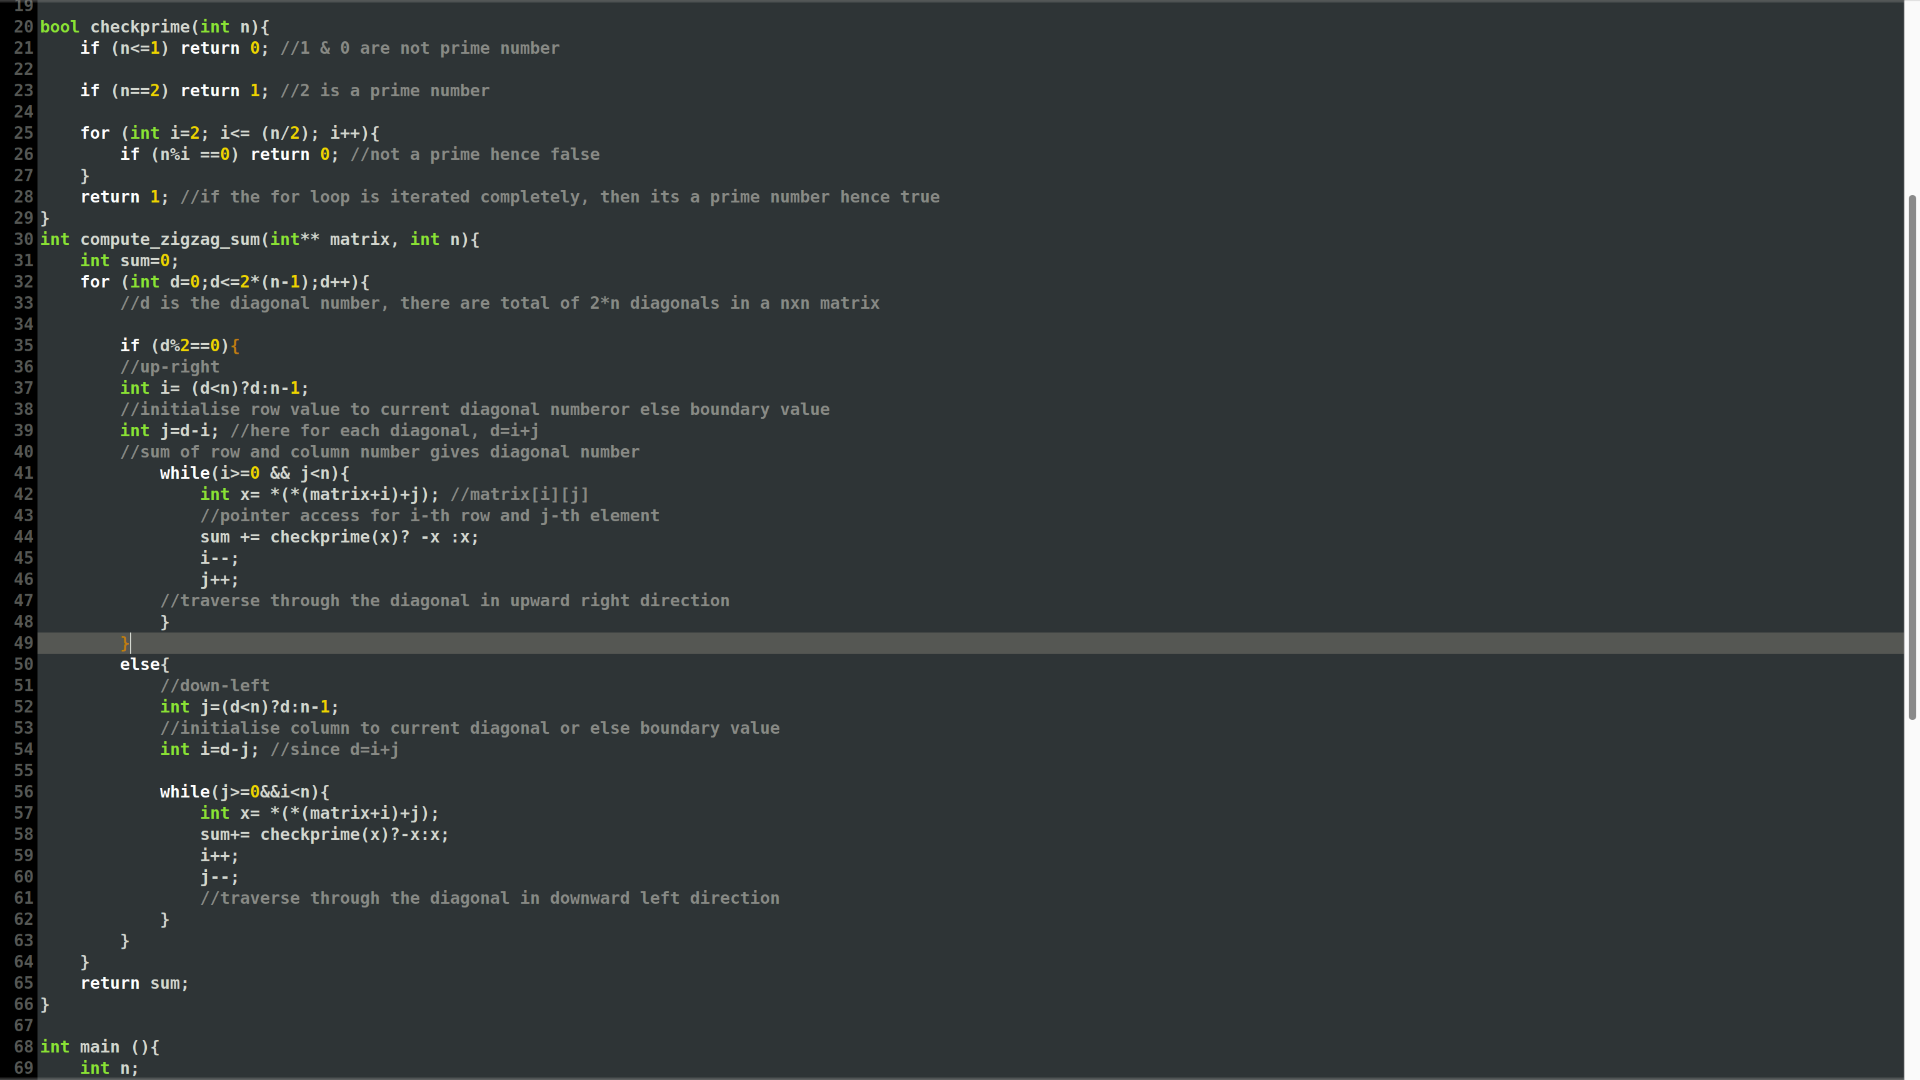 19
20 bool checkprime(int n){
21     if (n<=1) return 0; //1 & 0 are not prime number
22
23     if (n==2) return 1; //2 is a prime number
24
25     for (int i=2; i<= (n/2); i++){
26         if (n%i ==0) return 0; //not a prime hence false
27     }
28     return 1; //if the for loop is iterated completely, then its a prime number hence true
29 }
30 int compute_zigzag_sum(int** matrix, int n){
31     int sum=0;
32     for (int d=0;d<=2*(n-1);d++){
33         //d is the diagonal number, there are total of 2*n diagonals in a nxn matrix
34
35         if (d%2==0){
36         //up-right
37         int i= (d<n)?d:n-1;
38         //initialise row value to current diagonal numberor else boundary value
39         int j=d-i; //here for each diagonal, d=i+j
40         //sum of row and column number gives diagonal number
41             while(i>=0 && j<n){
42                 int x= *(*(matrix+i)+j); //matrix[i][j]
43                 //pointer access for i-th row and j-th element
44                 sum += checkprime(x)? -x :x;
45                 i--;
46                 j++;
47             //traverse through the diagonal in upward right direction
48             }
49         }
50         else{
51             //down-left
52             int j=(d<n)?d:n-1;
53             //initialise column to current diagonal or else boundary value
54             int i=d-j; //since d=i+j
55
56             while(j>=0&&i<n){
57                 int x= *(*(matrix+i)+j);
58                 sum+= checkprime(x)?-x:x;
59                 i++;
60                 j--;
61                 //traverse through the diagonal in downward left direction
62             }
63         }
64     }
65     return sum;
66 }
67
68 int main (){
69     int n;